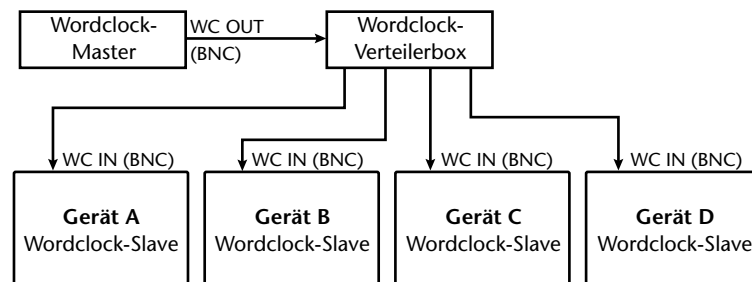 Wordclock-
Master
WC OUT
(BNC)
Wordclock-
Verteilerbox
WC IN (BNC)
WC IN (BNC)
WC IN (BNC)
WC IN (BNC)
Gerät A
Wordclock-Slave
Gerät B
Wordclock-Slave
Gerät C
Wordclock-Slave
Gerät D
Wordclock-Slave